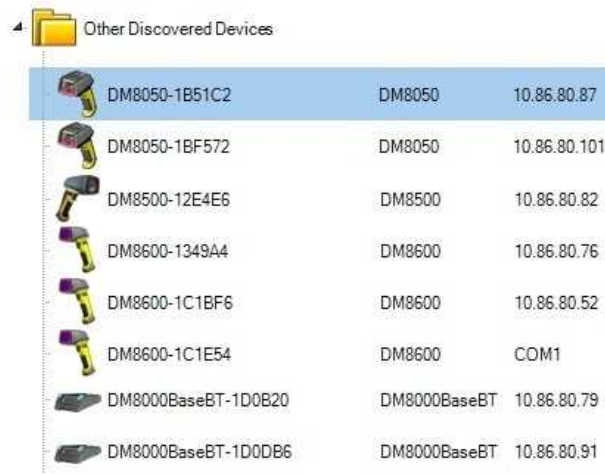 Other Discovered Devices
DM8050-1B51C2 DM8050 10.86.80.87
DM8050-1BF572 DM8050 10.86.80.101
DM8500-12E4E6 DM8500 10.86.80.82
DM8600-1349A4 DM8600 10.86.80.76
DM8600-1C1BF6 DM8600 10.86.80.52
DM8600-1C1E54 DM8600 COM1
DM8000BaseBT-1D0B20 DM8000BaseBT 10.86.80.79
DM8000BaseBT-1D0DB6 DM8000BaseBT 10.86.80.91